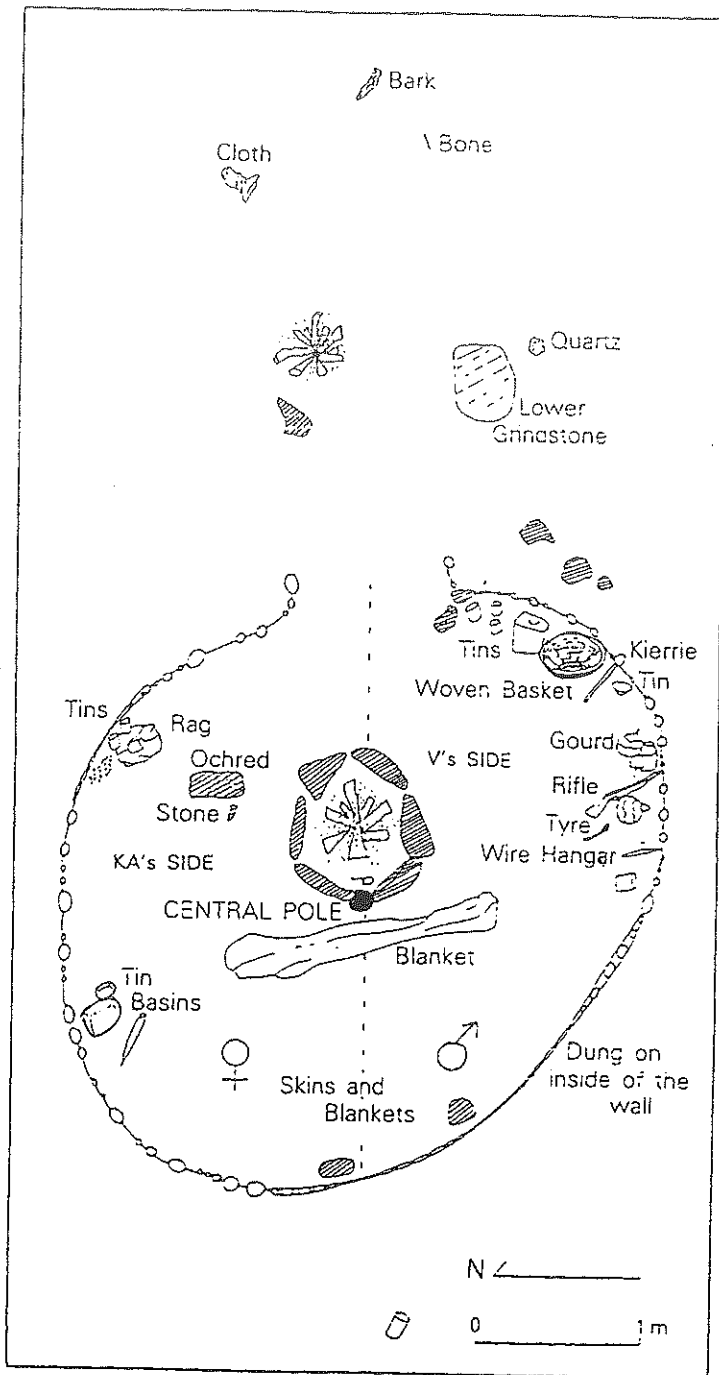 Bark
Bone
Cloth
Quartz
Lower
Grindstone
Tins
Kierrie
Woven Basket
Tin
Tins
Rag
Gourd
Ochred
V's SIDE
Rifle
Stone
Tyre
KA's SIDE
Wire Hangar
CENTRAL POLE
Blanket
Tin
Basins
Dung on
inside of the
wall
Skins and
Blankets
N
0 1 m